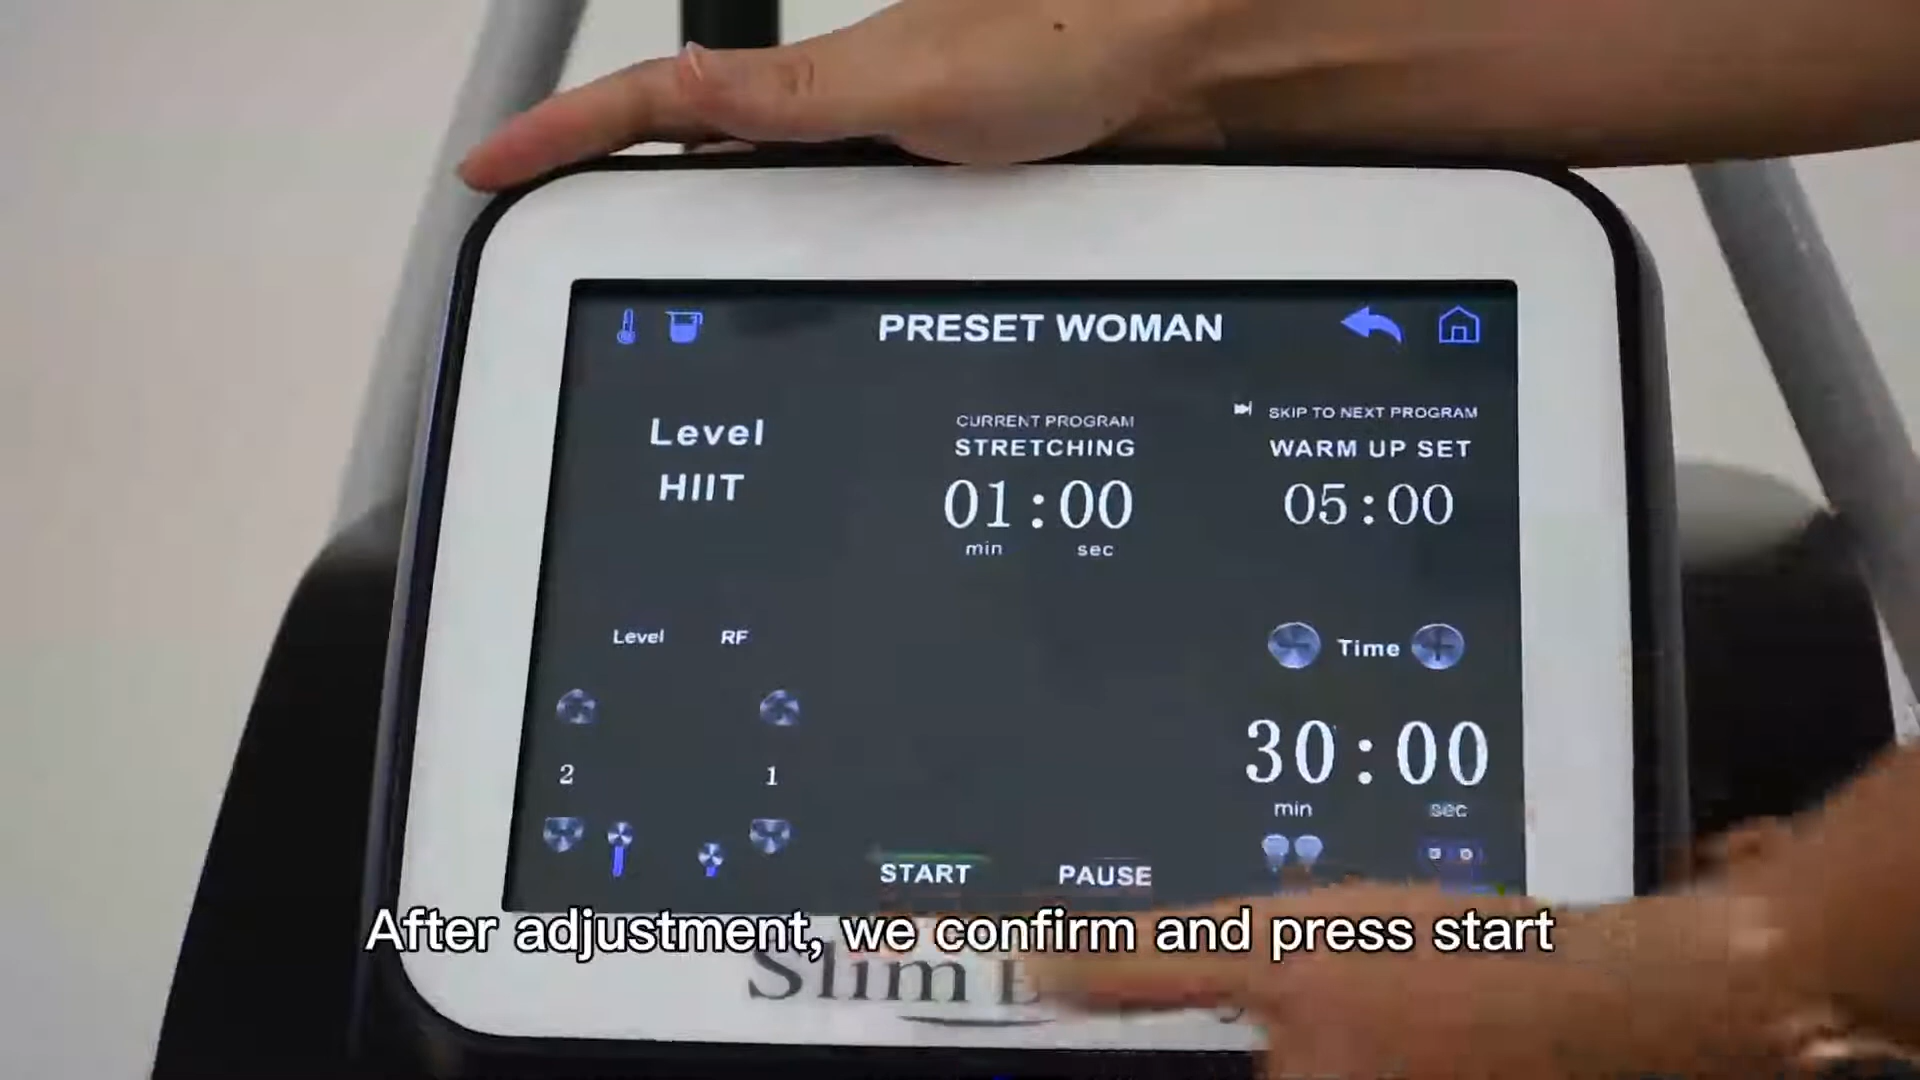 PRESET WOMAN
Level
HIIT
CURRENT PROGRAM
STRETCHING
01:00
min sec
SKIP TO NEXT PROGRAM
WARM UP SET
05:00
Level RF
2 1
Time
30:00
min sec
START PAUSE
After adjustment, we confirm and press start
Slim